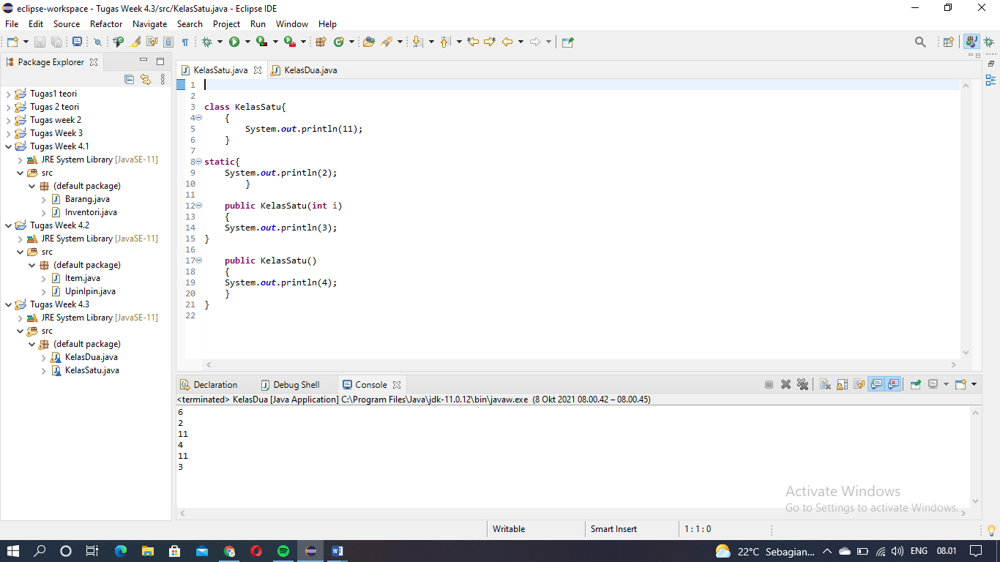 eclipse-workspace - Tugas Week 4.3/src/KelasSatu.java - Eclipse IDE
File Edit Source Refactor Navigate Search Project Run Window Help
Package Explorer
Tugas1 teori
Tugas 2 teori
Tugas week 2
Tugas Week 3
Tugas Week 4.1
JRE System Library [JavaSE-11]
src
(default package)
Barang.java
Inventori.java
Tugas Week 4.2
JRE System Library [JavaSE-11]
src
(default package)
Item.java
UpinIpin.java
Tugas Week 4.3
JRE System Library [JavaSE-11]
src
(default package)
KelasDua.java
KelasSatu.java
KelasSatu.java KelasDua.java
1
2
3 class KelasSatu{
4 {
5 System.out.println(11);
6 }
7
8 static{
9 System.out.println(2);
10 }
11
12 public KelasSatu(int i)
13 {
14 System.out.println(3);
15 }
16
17 public KelasSatu()
18 {
19 System.out.println(4);
20 }
21 }
22
Declaration Debug Shell Console
<terminated> KelasDua [Java Application] C:\Program Files\Java\jdk-11.0.12\bin\javaw.exe (8 Okt 2021 08.00.42 – 08.00.45)
6
2
11
4
11
3
Activate Windows
Go to Settings to activate Windows.
Writable Smart Insert 1 : 1 : 0
22°C Sebagian... ENG 08.01